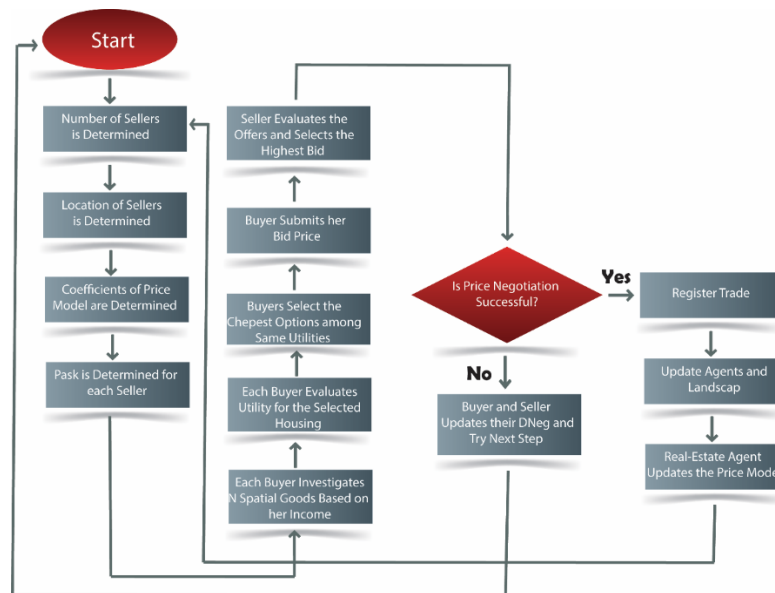 Start
Number of Sellers
is Determined
Location of Sellers
is Determined
Coefficients of Price
Model are Determined
Pask is Determined for
each Seller
Each Buyer Investigates
N Spatial Goods Based on
her Income
Each Buyer Evaluates
Utility for the Selected
Housing
Buyers Select the
Chepest Options among
Same Utilities
Buyer Submits her
Bid Price
Seller Evaluates the
Offers and Selects the
Highest Bid
Is Price Negotiation
Successful?
Yes
Register Trade
Update Agents and
Landscap
Real-Estate Agent
Updates the Price Mode
No
Buyer and Seller
Updates their DNeg and
Try Next Step